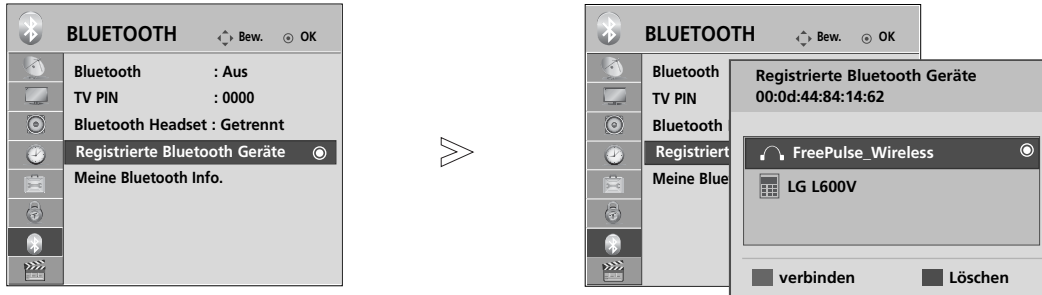 BLUETOOTH Bew. OK
Bluetooth : Aus
TV PIN : 0000
Bluetooth Headset : Getrennt
Registrierte Bluetooth Geräte
Meine Bluetooth Info.
BLUETOOTH Bew. OK
Bluetooth
TV PIN
Bluetooth
Registriert
Meine Blue
Registrierte Bluetooth Geräte
00:0d:44:84:14:62
FreePulse_Wireless
LG L600V
verbinden Löschen